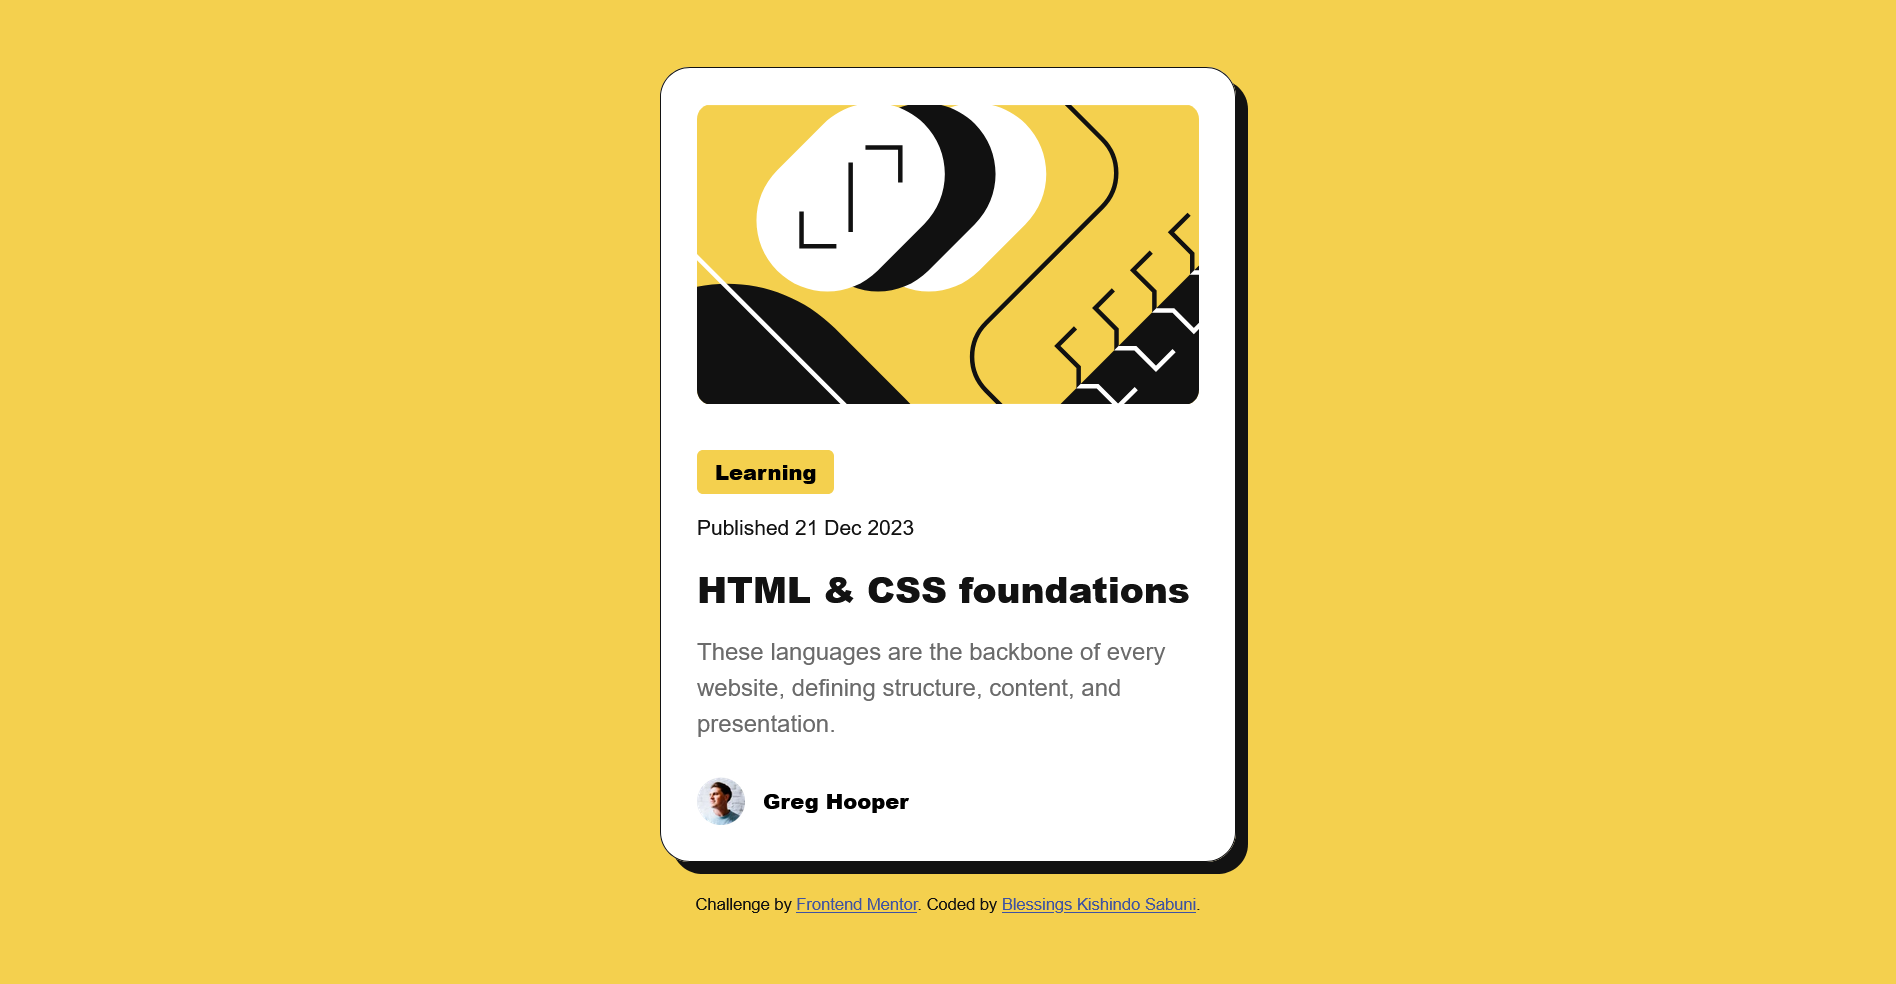 Learning
Published 21 Dec 2023
HTML & CSS foundations
These languages are the backbone of every
website, defining structure, content, and
presentation.
Greg Hooper
Challenge by Frontend Mentor. Coded by Blessings Kishindo Sabuni.